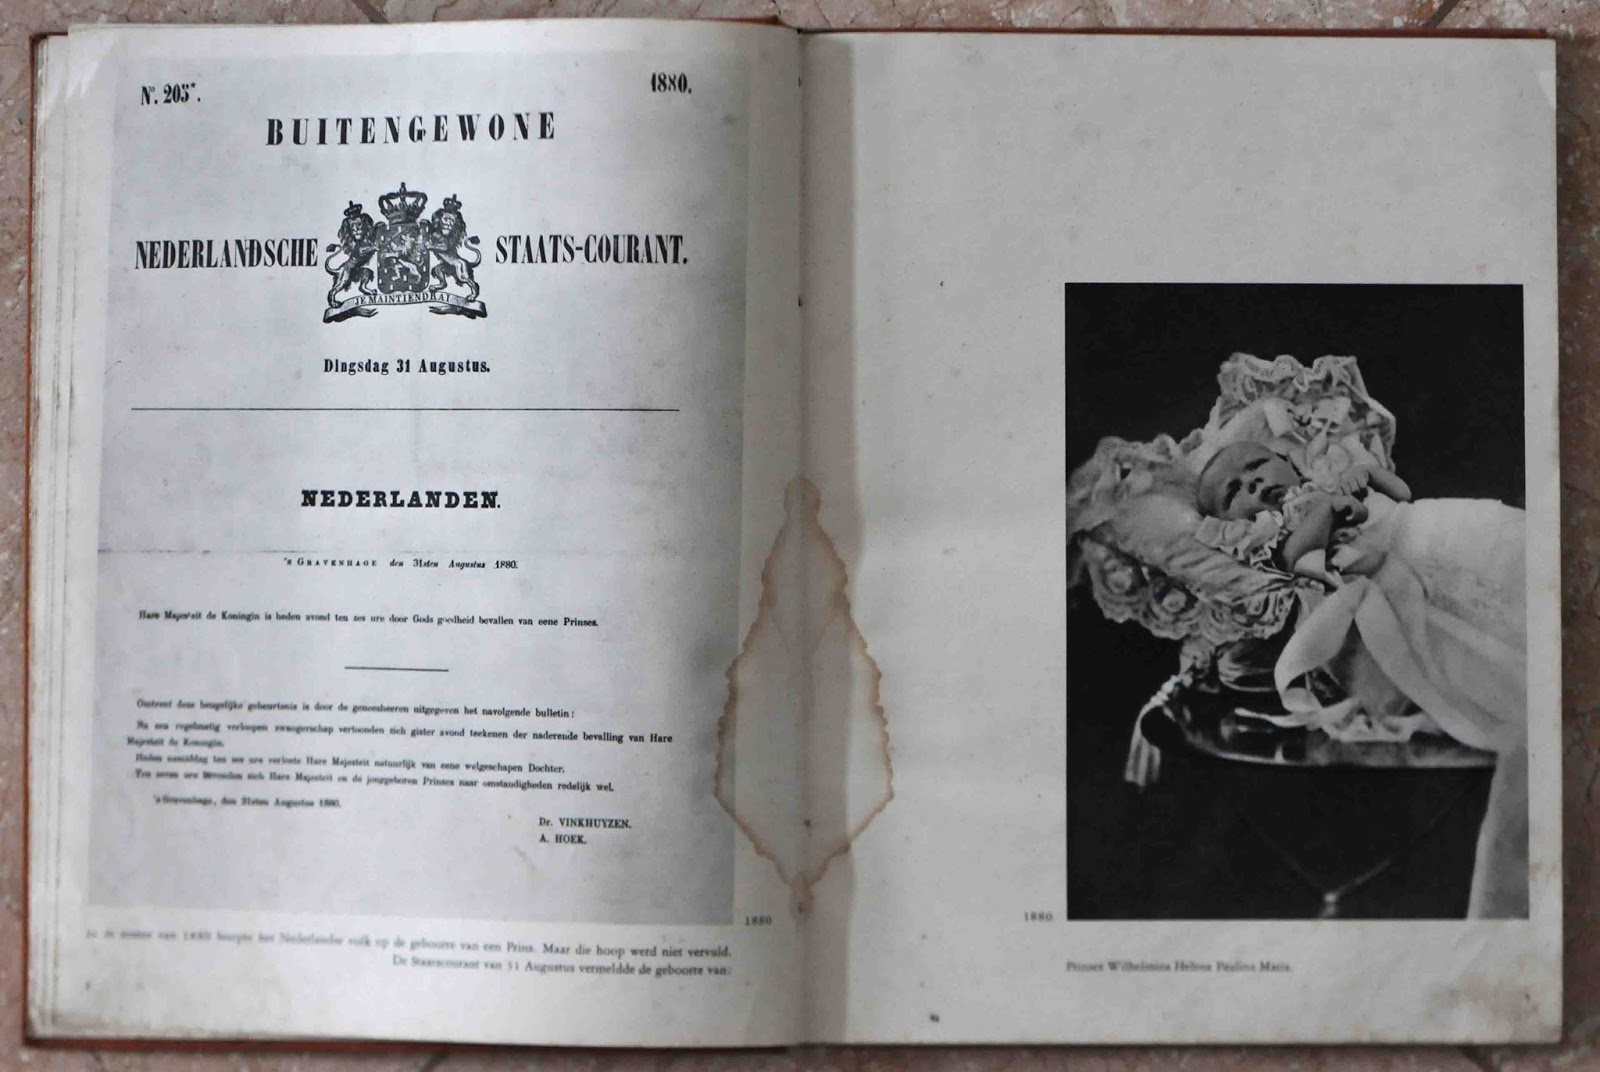 Nº. 205*.
1880.
BUITENGEWONE
NEDERLANDSCHE STAATS-COURANT.
JE MAINTIENDRAI
Dingsdag 31 Augustus.
NEDERLANDEN.
's GRAVENHAGE den 31sten Augustus 1880.
Hare Majesteit de Koningin is heden avond ten zes ure door Gods goedheid bevallen van eene Prinses.
Omtrent deze heugelijke gebeurtenis is door de geneesheeren uitgegeven het navolgende bulletin:
Na een regelmatig verloopen zwangerschap vertoonden zich gister avond teekenen der naderende bevalling van Hare
Majesteit de Koningin.
Heden namiddag ten zes ure verloste Hare Majesteit natuurlijk van eene welgeschapen Dochter.
Ten zeven ure bevonden zich Hare Majesteit en de jonggeboren Prinses naar omstandigheden redelijk wel.
's Gravenhage, den 31sten Augustus 1880.
Dr. VINKHUYZEN.
A. HOEK.
1880
In de zomer van 1880 hoopte het Nederlandse volk op de geboorte van een Prins. Maar die hoop werd niet vervuld.
De Staatscourant van 31 Augustus vermeldde de geboorte van:
1880
Prinses Wilhelmina Helena Paulina Maria.